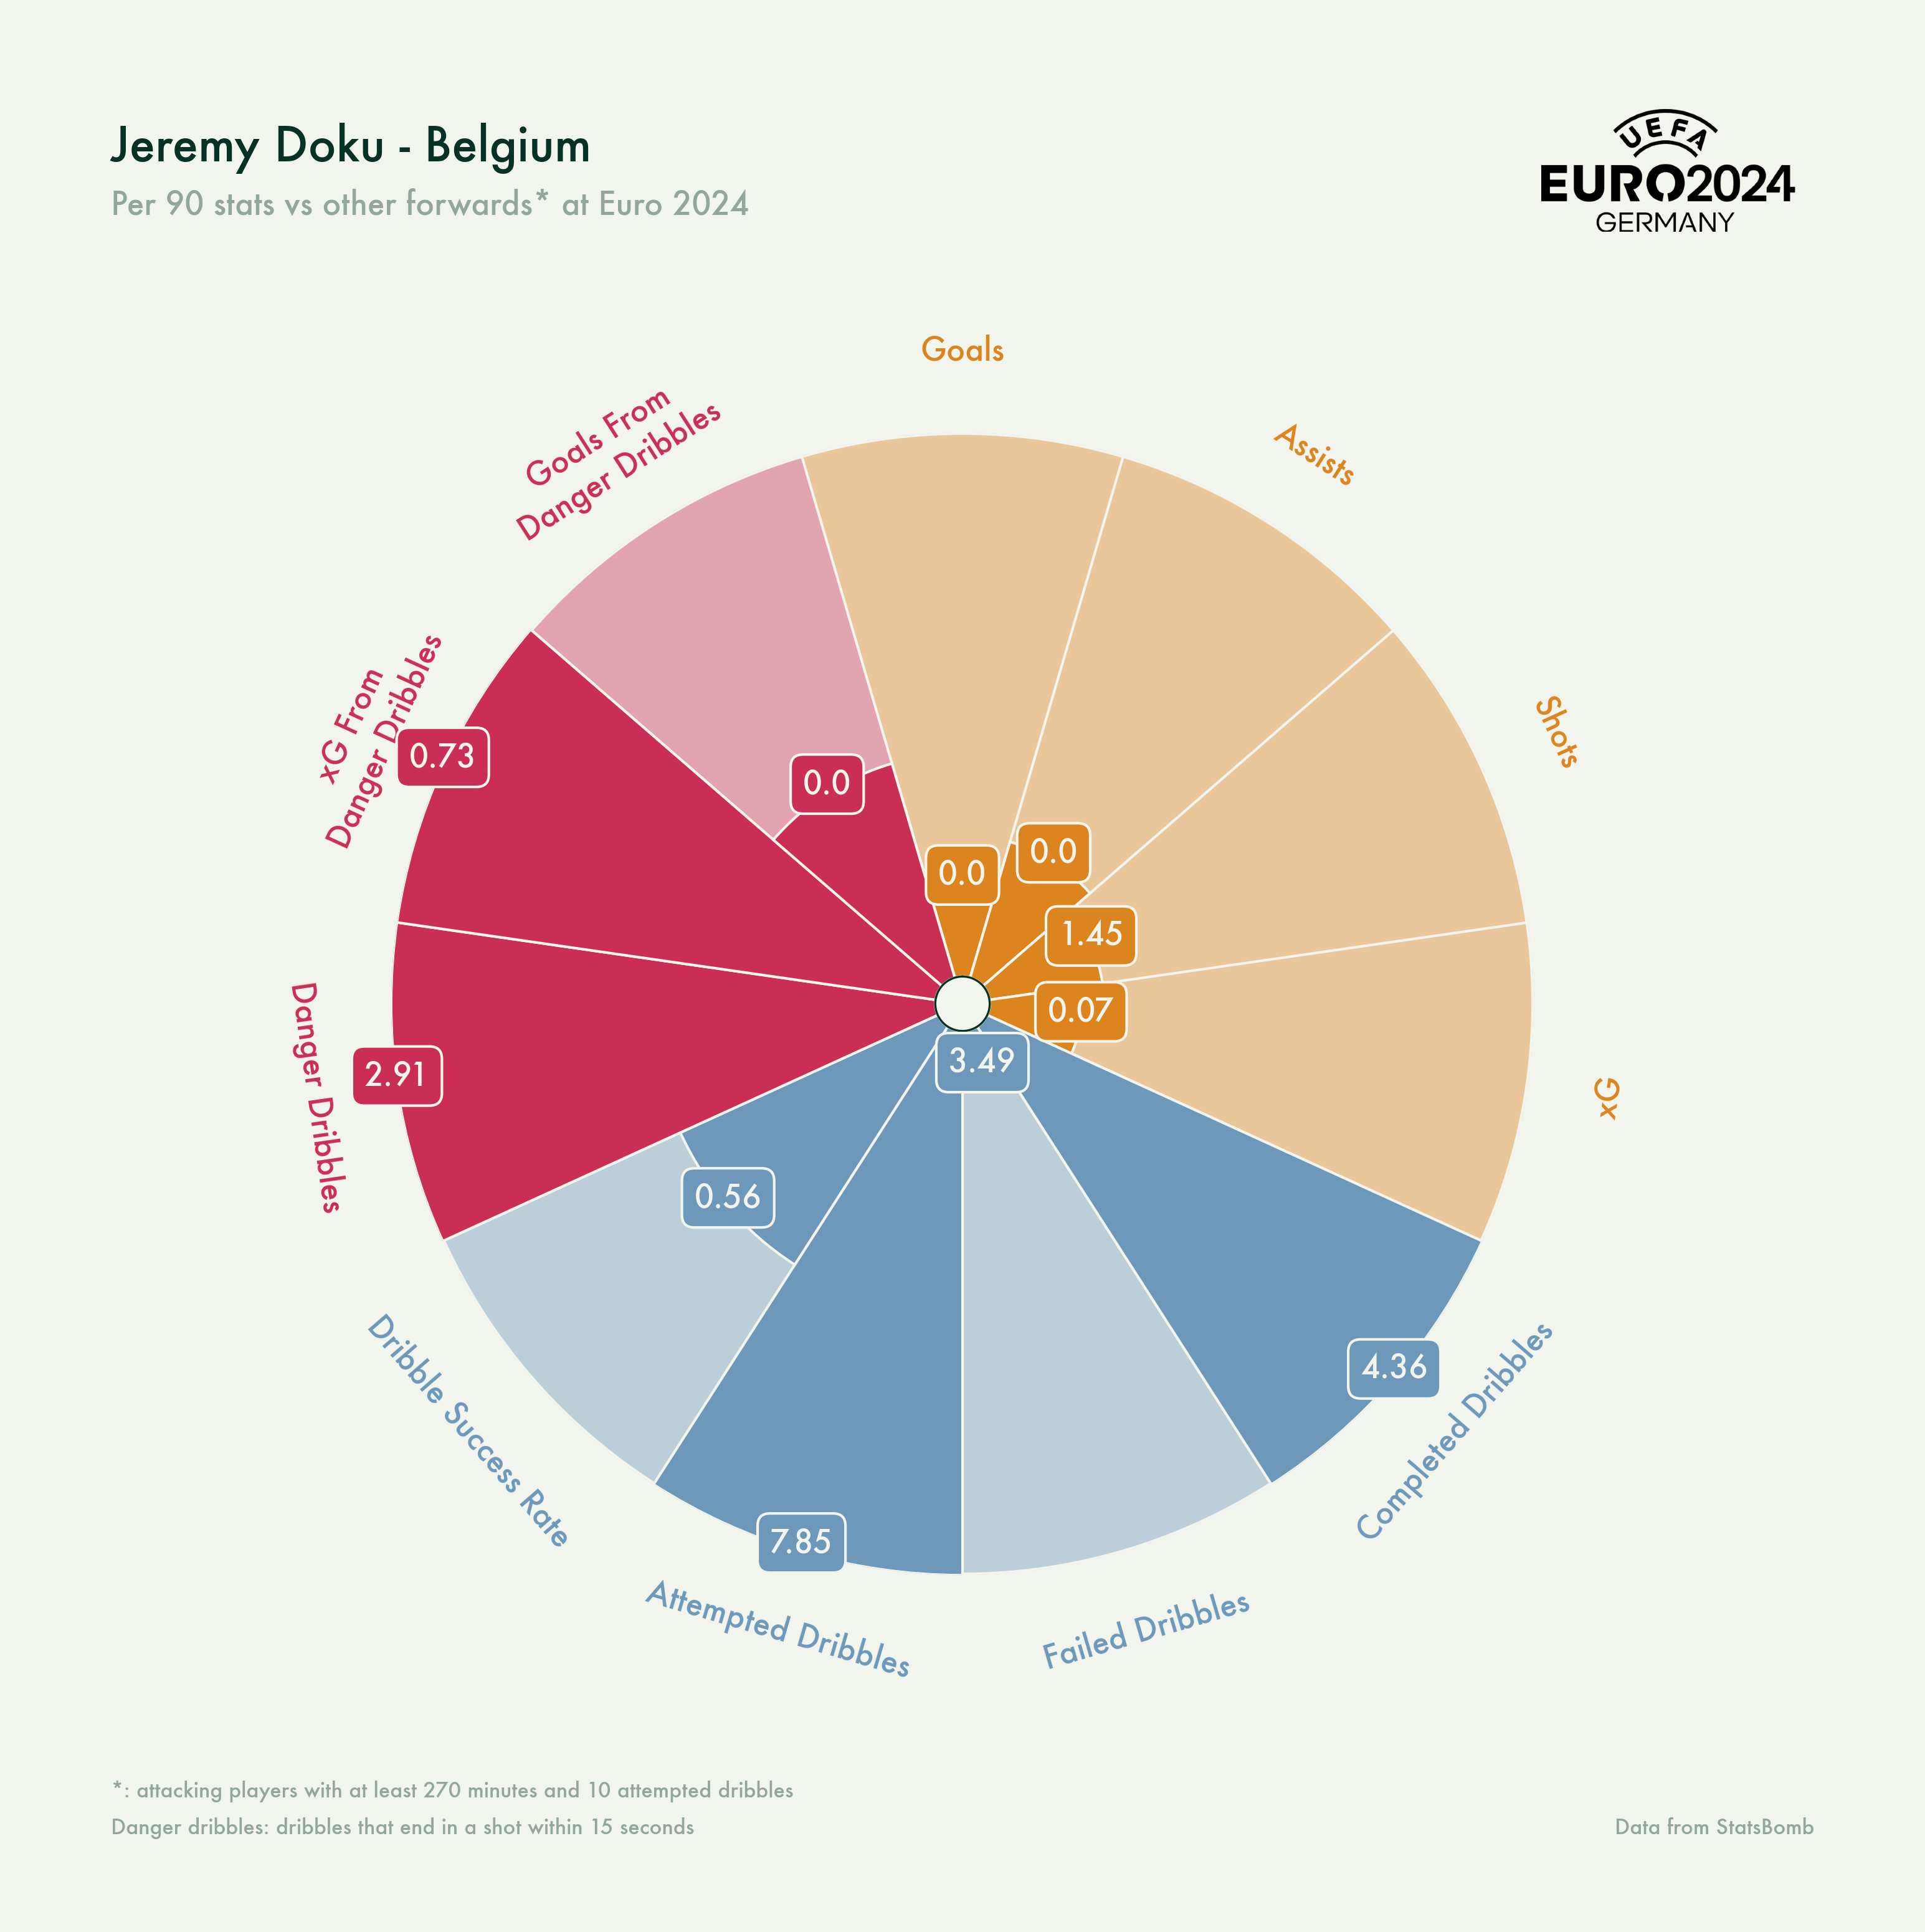 Jeremy Doku - Belgium
Per 90 stats vs other forwards* at Euro 2024
UEFA
EURO2024
GERMANY
Goals
Assists
Shots
xG
Completed Dribbles
Failed Dribbles
Attempted Dribbles
Dribble Success Rate
Danger Dribbles
xG From
Danger Dribbles
Goals From
Danger Dribbles
0.0
0.0
1.45
0.07
4.36
3.49
7.85
0.56
2.91
0.73
0.0
*: attacking players with at least 270 minutes and 10 attempted dribbles
Danger dribbles: dribbles that end in a shot within 15 seconds
Data from StatsBomb